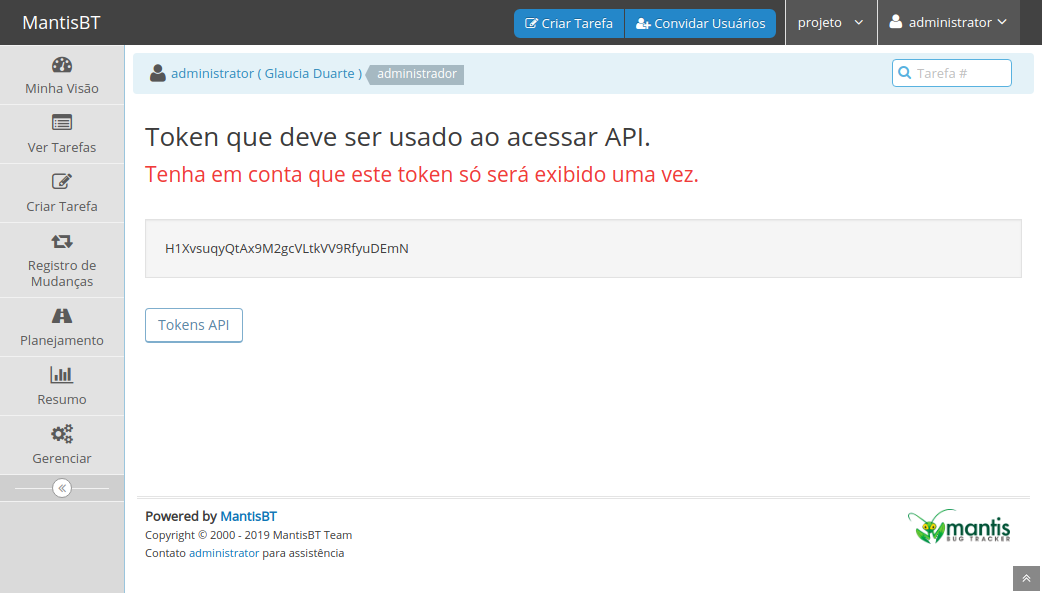 MantisBT
Criar Tarefa
Convidar Usuários
projeto
administrator
Minha Visão
Ver Tarefas
Criar Tarefa
Registro de
Mudanças
Planejamento
Resumo
Gerenciar
administrator ( Glaucia Duarte ) administrador
Tarefa #
Token que deve ser usado ao acessar API.
Tenha em conta que este token só será exibido uma vez.
H1XvsuqyQtAx9M2gcVLtkVV9RfyuDEmN
Tokens API
Powered by MantisBT
Copyright © 2000 - 2019 MantisBT Team
Contato administrator para assistência
mantis
BUG TRACKER